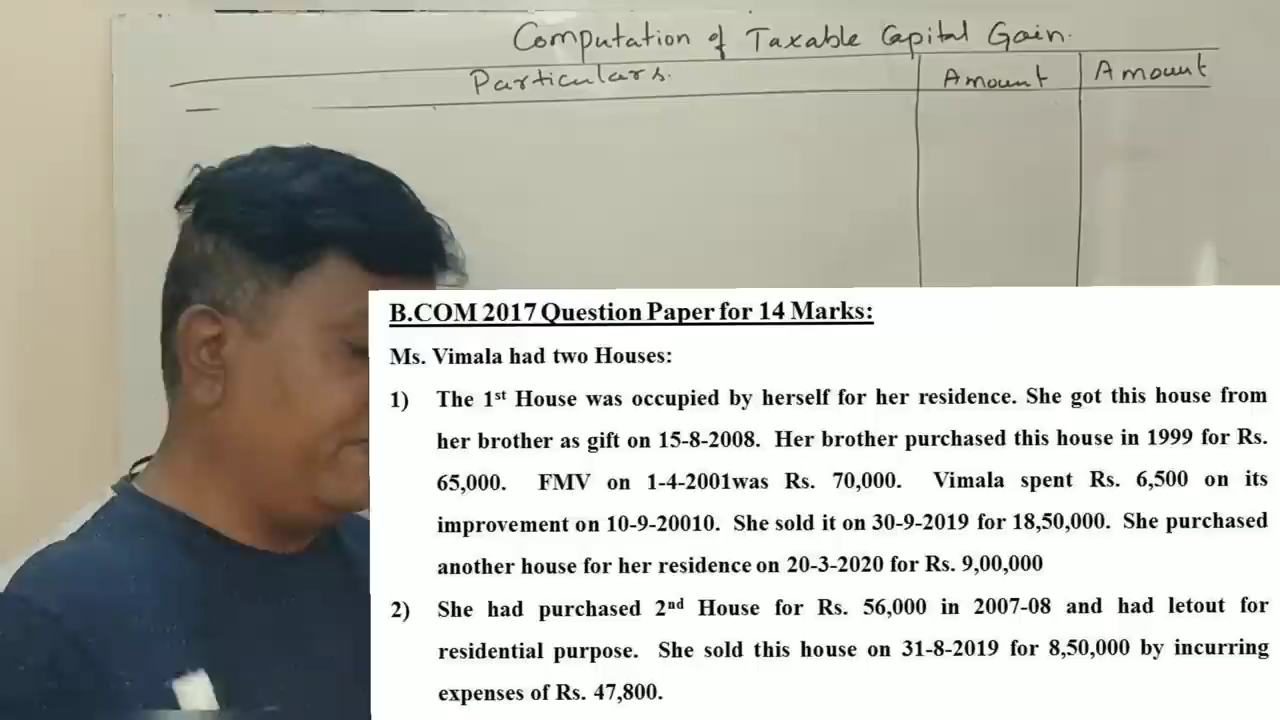 Computation of Taxable Capital Gain.
Particulars. Amount Amount
B.COM 2017 Question Paper for 14 Marks:
Ms. Vimala had two Houses:
1) The 1st House was occupied by herself for her residence. She got this house from
her brother as gift on 15-8-2008. Her brother purchased this house in 1999 for Rs.
65,000. FMV on 1-4-2001was Rs. 70,000. Vimala spent Rs. 6,500 on its
improvement on 10-9-20010. She sold it on 30-9-2019 for 18,50,000. She purchased
another house for her residence on 20-3-2020 for Rs. 9,00,000
2) She had purchased 2nd House for Rs. 56,000 in 2007-08 and had letout for
residential purpose. She sold this house on 31-8-2019 for 8,50,000 by incurring
expenses of Rs. 47,800.